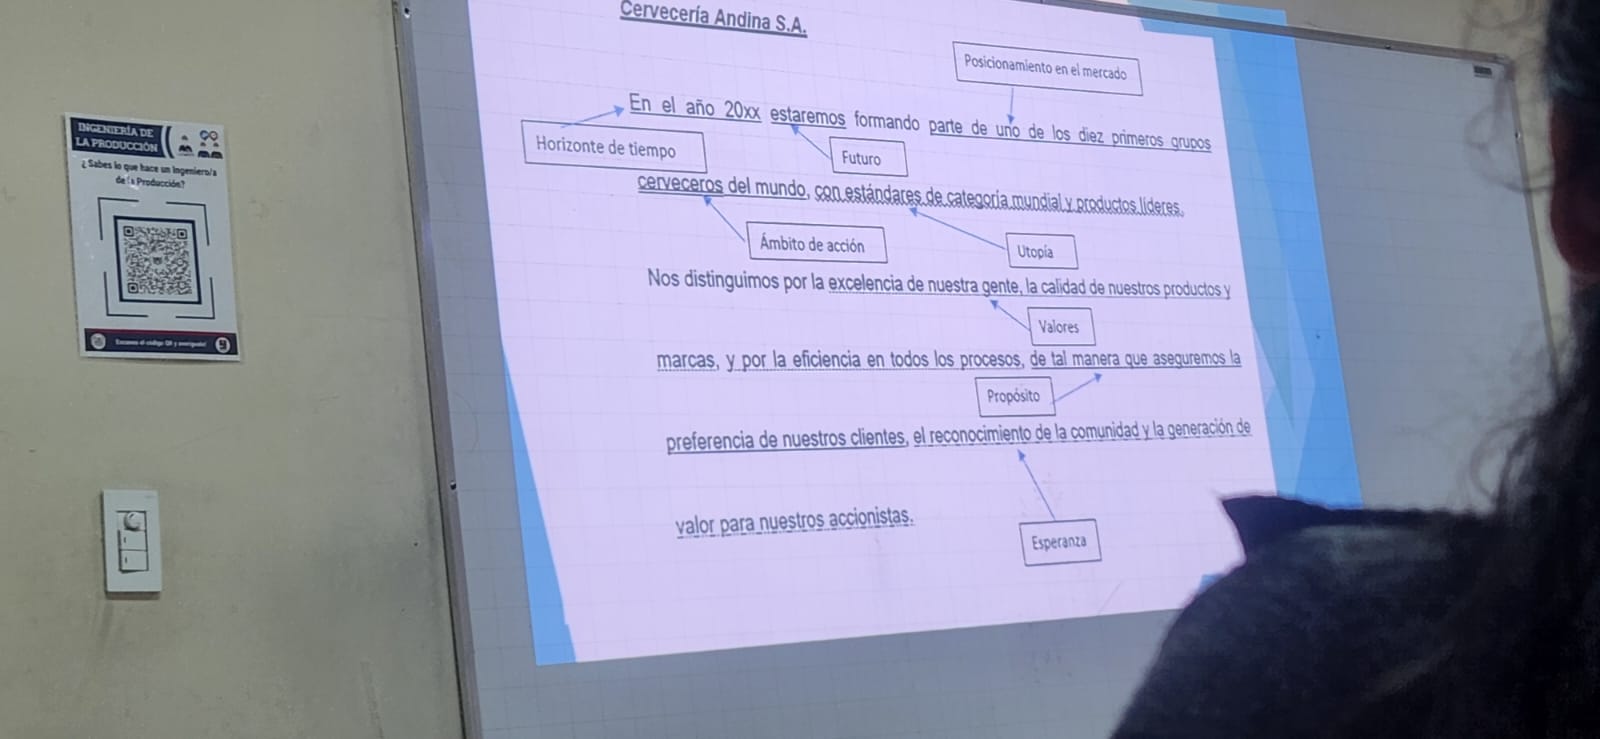 INGENIERÍA DE
LA PRODUCCIÓN
¿Sabes lo que hace un Ingeniero/a
de la Producción?
Escanea el código QR y averígualo!
Cervecería Andina S.A.
Posicionamiento en el mercado
En el año 20xx estaremos formando parte de uno de los diez primeros grupos
Horizonte de tiempo
Futuro
cerveceros del mundo, con estándares de categoría mundial y productos líderes.
Ámbito de acción
Utopía
Nos distinguimos por la excelencia de nuestra gente, la calidad de nuestros productos y
Valores
marcas, y por la eficiencia en todos los procesos, de tal manera que aseguremos la
Propósito
preferencia de nuestros clientes, el reconocimiento de la comunidad y la generación de
valor para nuestros accionistas.
Esperanza